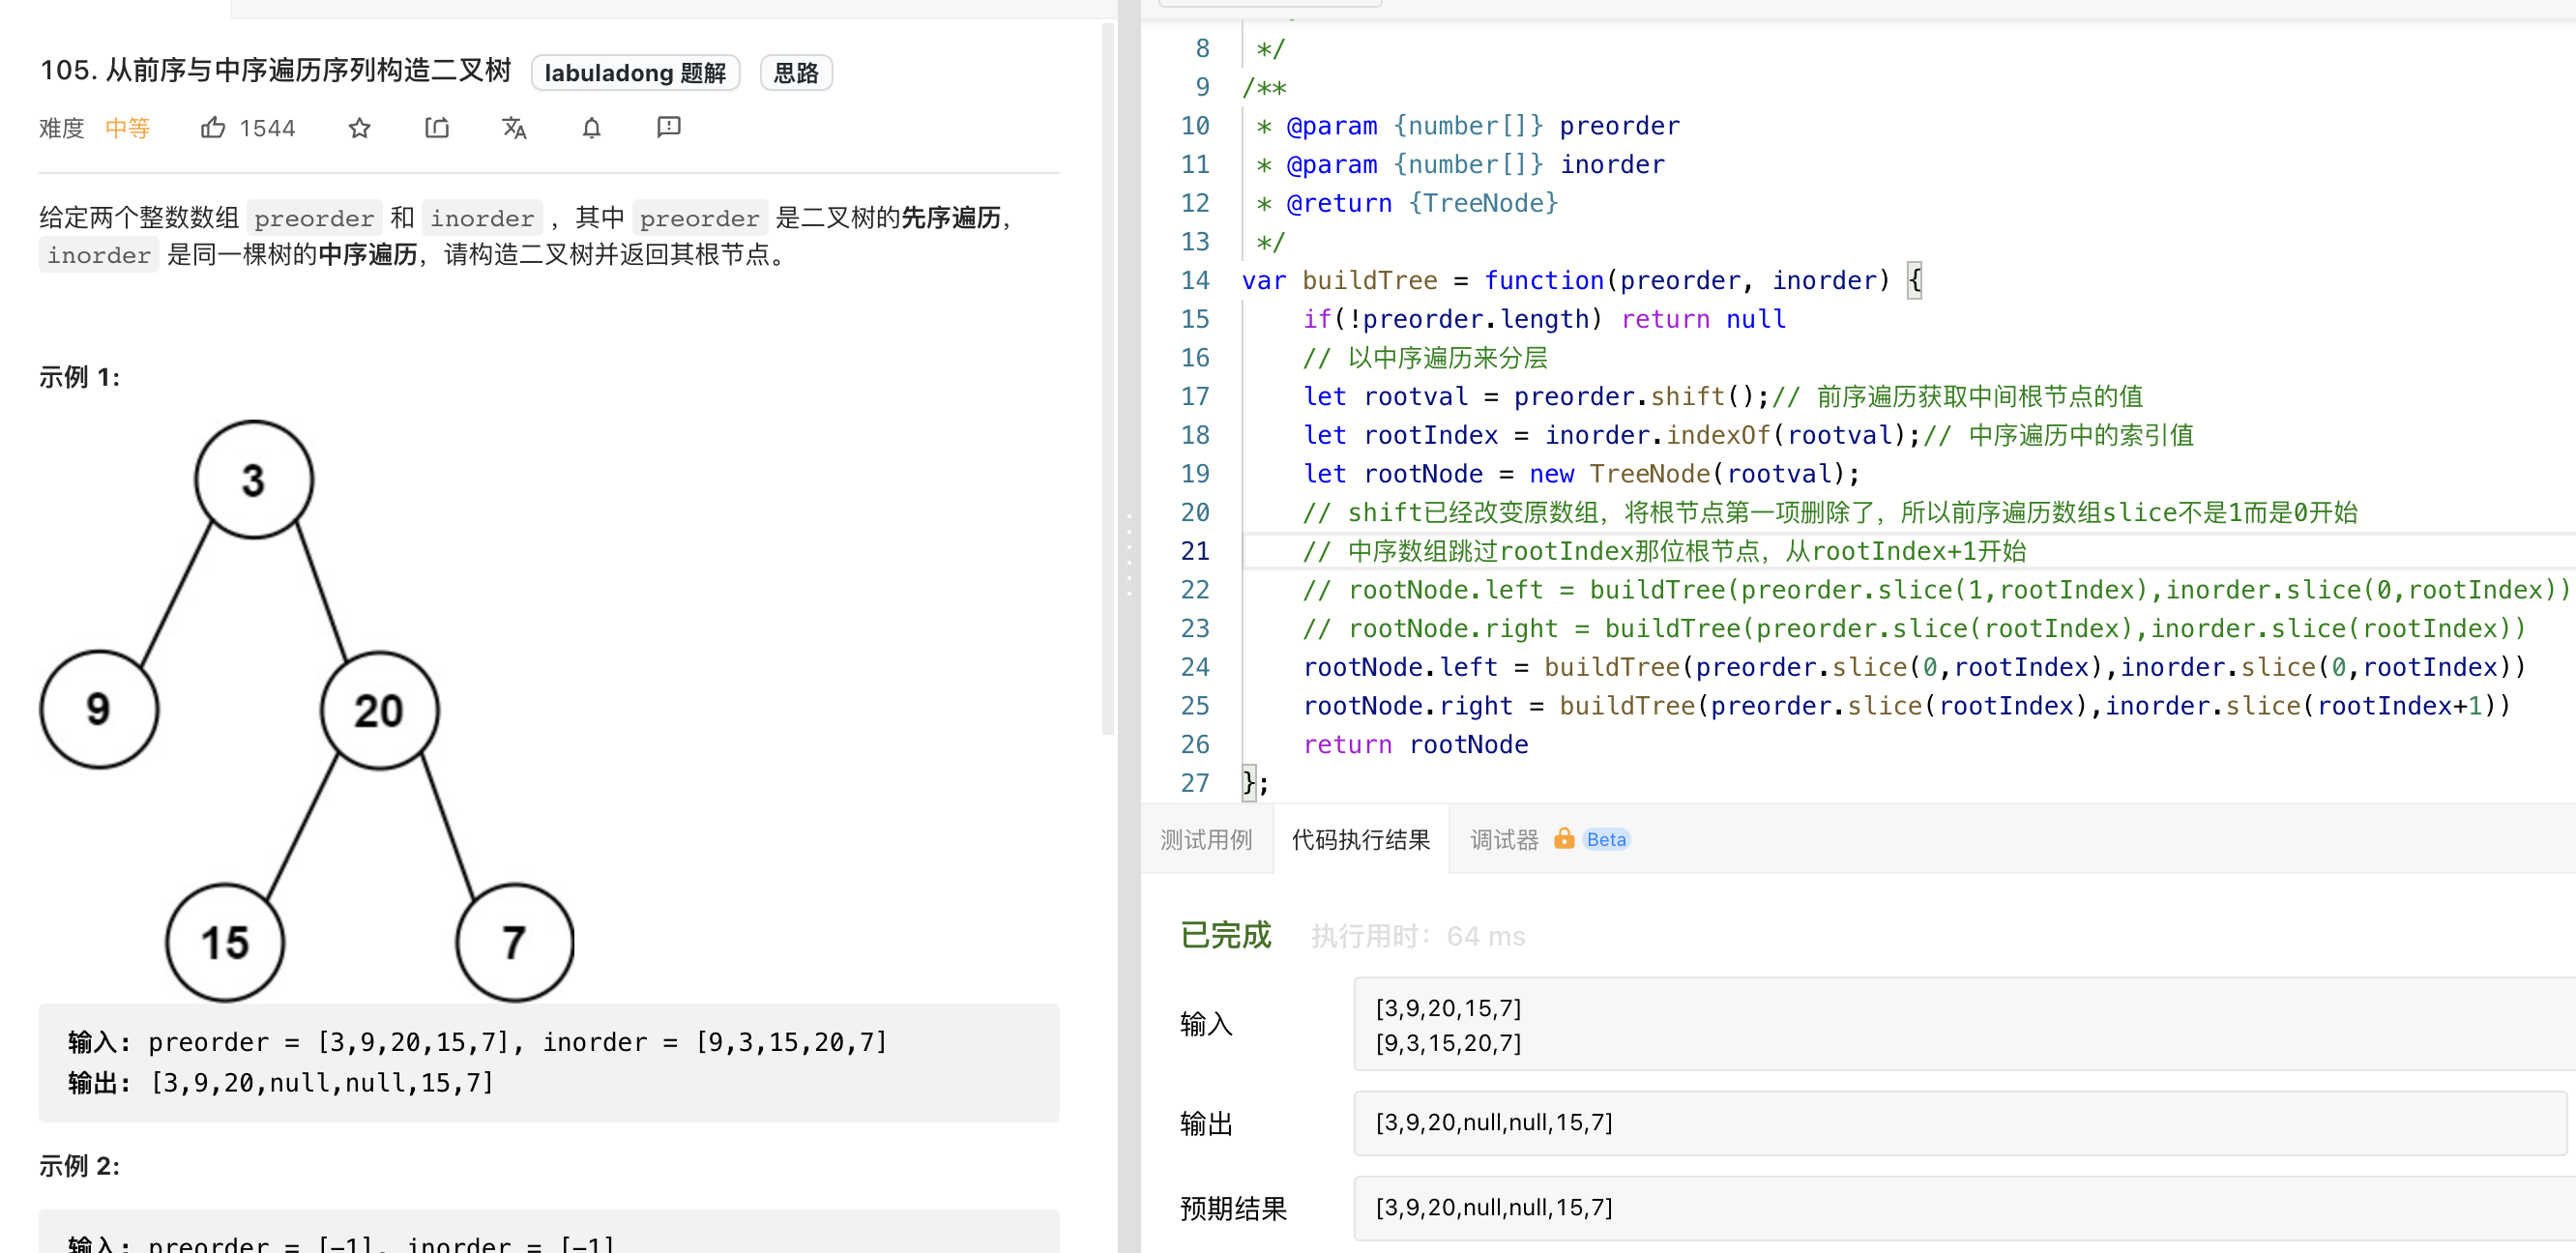 105. 从前序与中序遍历序列构造二叉树 labuladong 题解 思路
难度 中等 1544
给定两个整数数组 preorder 和 inorder ，其中 preorder 是二叉树的先序遍历，
inorder 是同一棵树的中序遍历，请构造二叉树并返回其根节点。
示例 1:
3
9
20
15
7
输入: preorder = [3,9,20,15,7], inorder = [9,3,15,20,7]
输出: [3,9,20,null,null,15,7]
示例 2:
输入: preorder = [-1], inorder = [-1]
8 */
9 /**
10 * @param {number[]} preorder
11 * @param {number[]} inorder
12 * @return {TreeNode}
13 */
14 var buildTree = function(preorder, inorder) {
15 if(!preorder.length) return null
16 // 以中序遍历来分层
17 let rootval = preorder.shift();// 前序遍历获取中间根节点的值
18 let rootIndex = inorder.indexOf(rootval);// 中序遍历中的索引值
19 let rootNode = new TreeNode(rootval);
20 // shift已经改变原数组，将根节点第一项删除了，所以前序遍历数组slice不是1而是0开始
21 // 中序数组跳过rootIndex那位根节点，从rootIndex+1开始
22 // rootNode.left = buildTree(preorder.slice(1,rootIndex),inorder.slice(0,rootIndex))
23 // rootNode.right = buildTree(preorder.slice(rootIndex),inorder.slice(rootIndex))
24 rootNode.left = buildTree(preorder.slice(0,rootIndex),inorder.slice(0,rootIndex))
25 rootNode.right = buildTree(preorder.slice(rootIndex),inorder.slice(rootIndex+1))
26 return rootNode
27 };
测试用例 代码执行结果 调试器 Beta
已完成 执行用时: 64 ms
输入
[3,9,20,15,7]
[9,3,15,20,7]
输出
[3,9,20,null,null,15,7]
预期结果
[3,9,20,null,null,15,7]